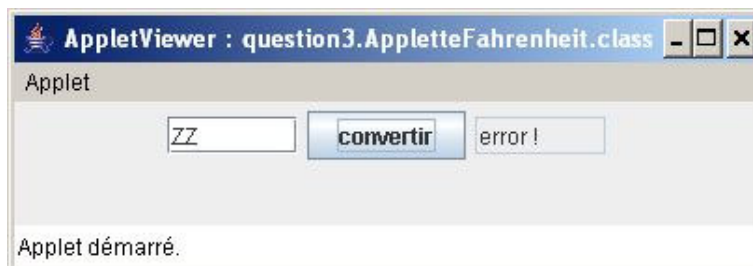 AppletViewer : question3.AppletteFahrenheit.class
Applet
ZZ convertir error !
Applet démarré.